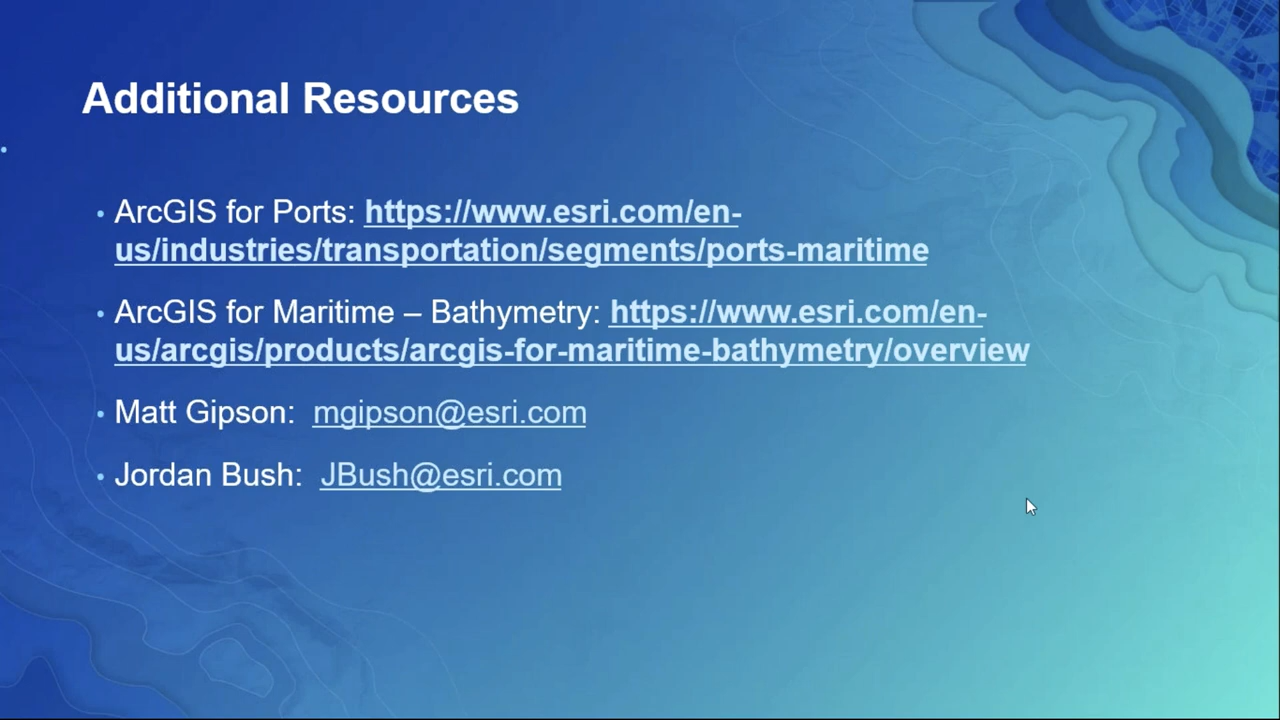 Additional Resources
• ArcGIS for Ports: https://www.esri.com/en-
us/industries/transportation/segments/ports-maritime
• ArcGIS for Maritime – Bathymetry: https://www.esri.com/en-
us/arcgis/products/arcgis-for-maritime-bathymetry/overview
• Matt Gipson: mgipson@esri.com
• Jordan Bush: JBush@esri.com